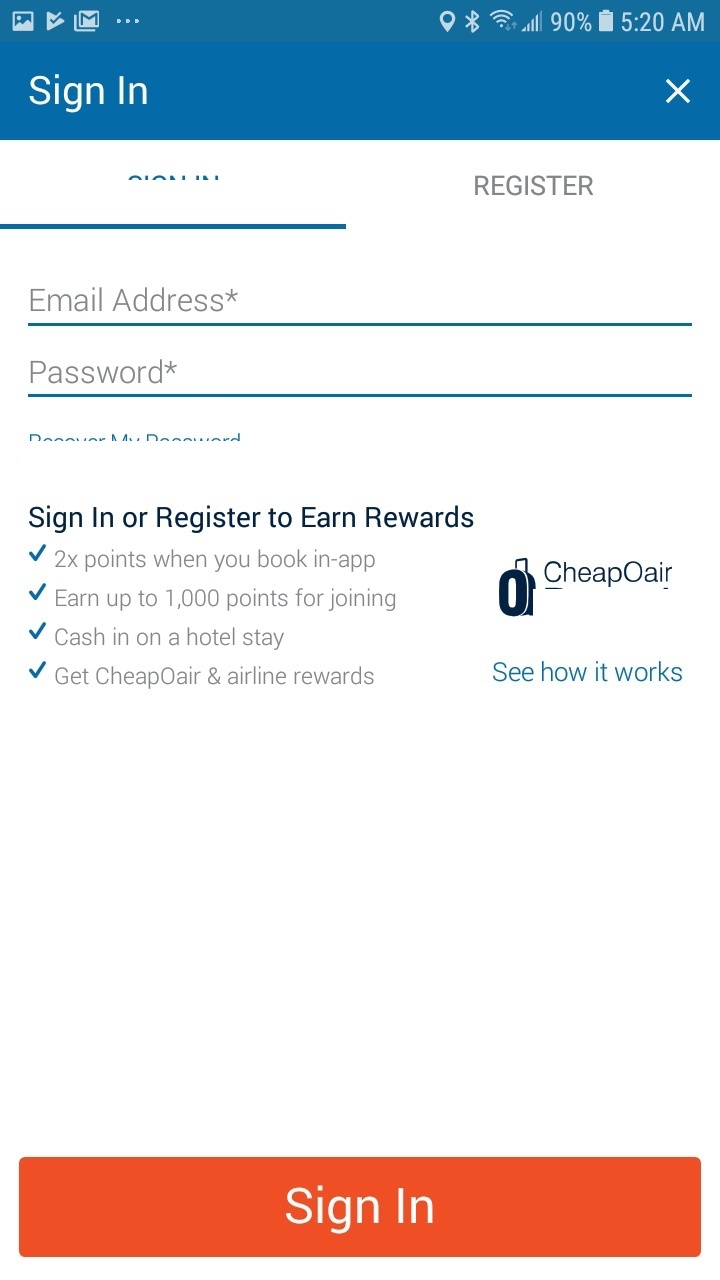 90% 5:20 AM
Sign In
SIGN IN REGISTER
Email Address*
Password*
Recover My Password
Sign In or Register to Earn Rewards
2x points when you book in-app
Earn up to 1,000 points for joining
Cash in on a hotel stay
Get CheapOair & airline rewards
CheapOair
See how it works
Sign In